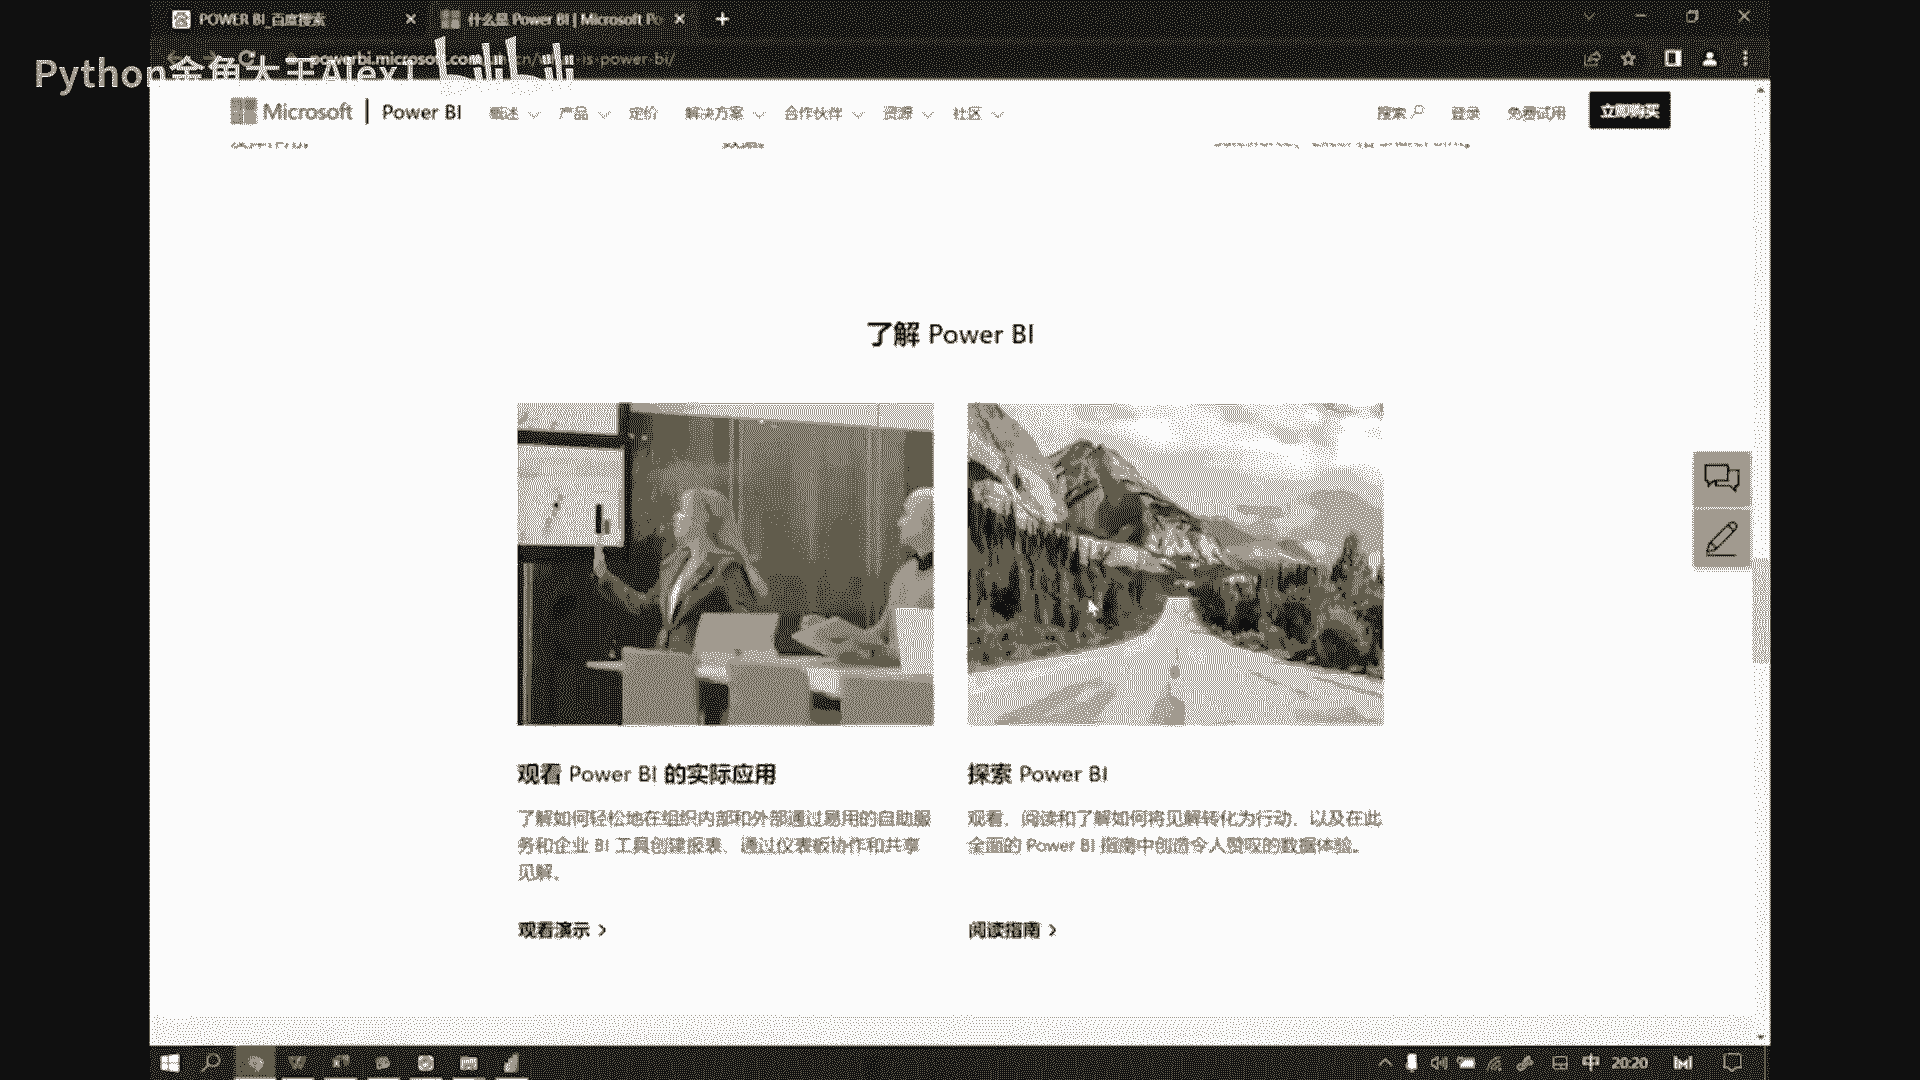 POWER BI_百度搜索
什么是 Power BI | Microsoft Po
Python金鱼大王Alex1 bilibili
powerbi.microsoft.com
is-power-bi/
Microsoft | Power BI 概述 产品 定价 解决方案 合作伙伴 资源 社区 搜索 登录 免费试用 立即购买
了解 Power BI
观看 Power BI 的实际应用
了解如何轻松地在组织内部和外部通过易用的自助服
务和企业 BI 工具创建报表、通过仪表板协作和共享
见解。
观看演示 >
探索 Power BI
观看、阅读和了解如何将见解转化为行动，以及在此
全面的 Power BI 指南中创造令人赞叹的数据体验。
阅读指南 >
中 20:20